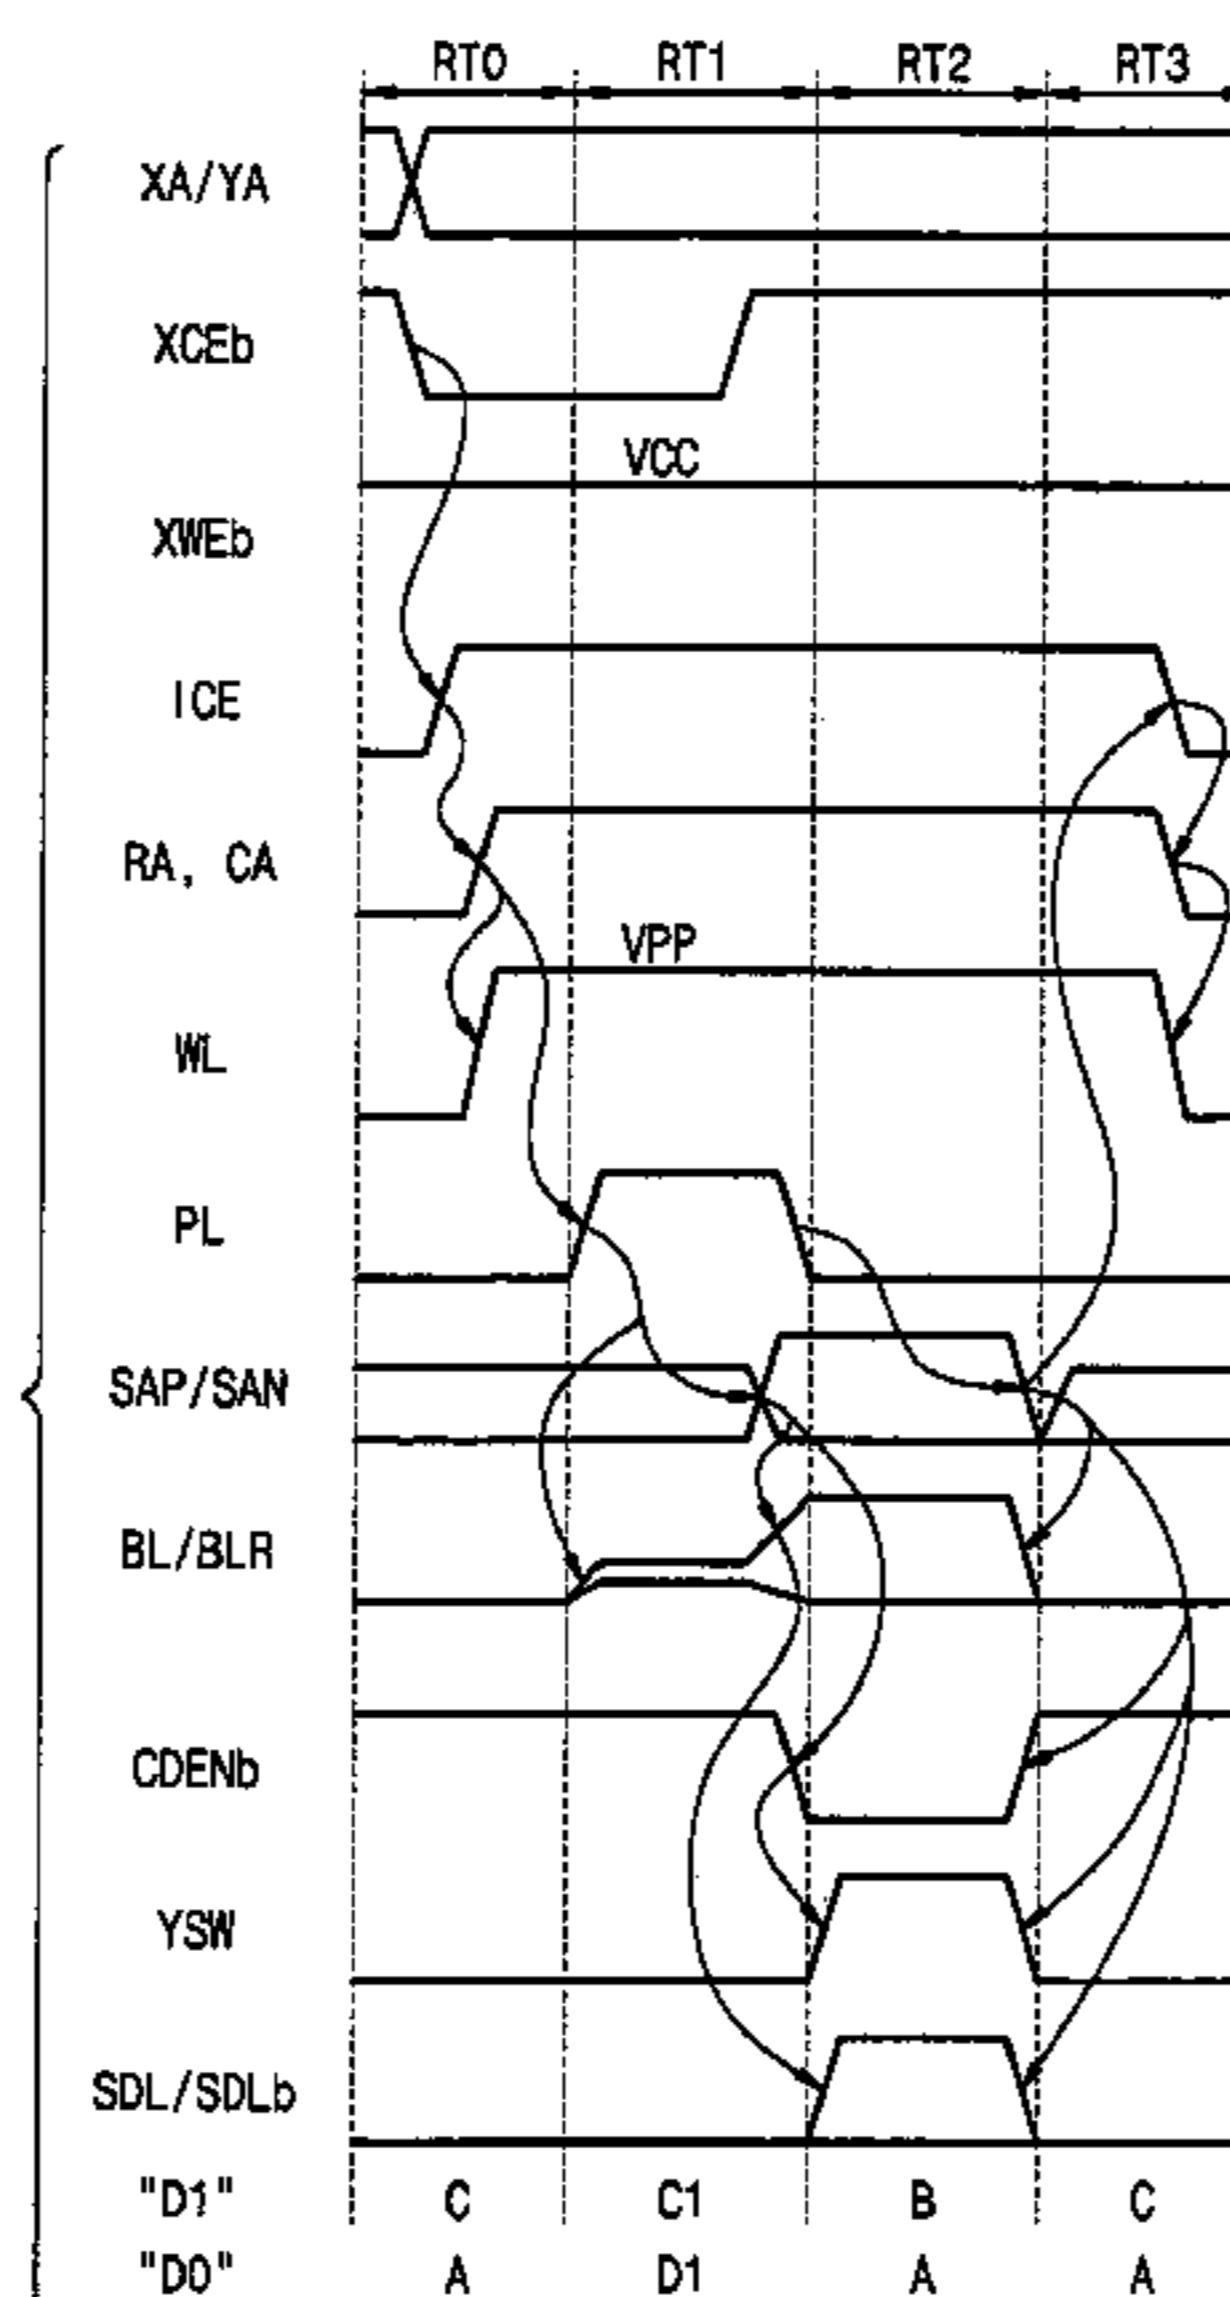 RT0 RT1 RT2 RT3
XA/YA
XCEb
VCC
XWEb
ICE
RA, CA
VPP
WL
PL
SAP/SAN
BL/BLR
CDENb
YSW
SDL/SDLb
"D1" C C1 B C
"D0" A D1 A A